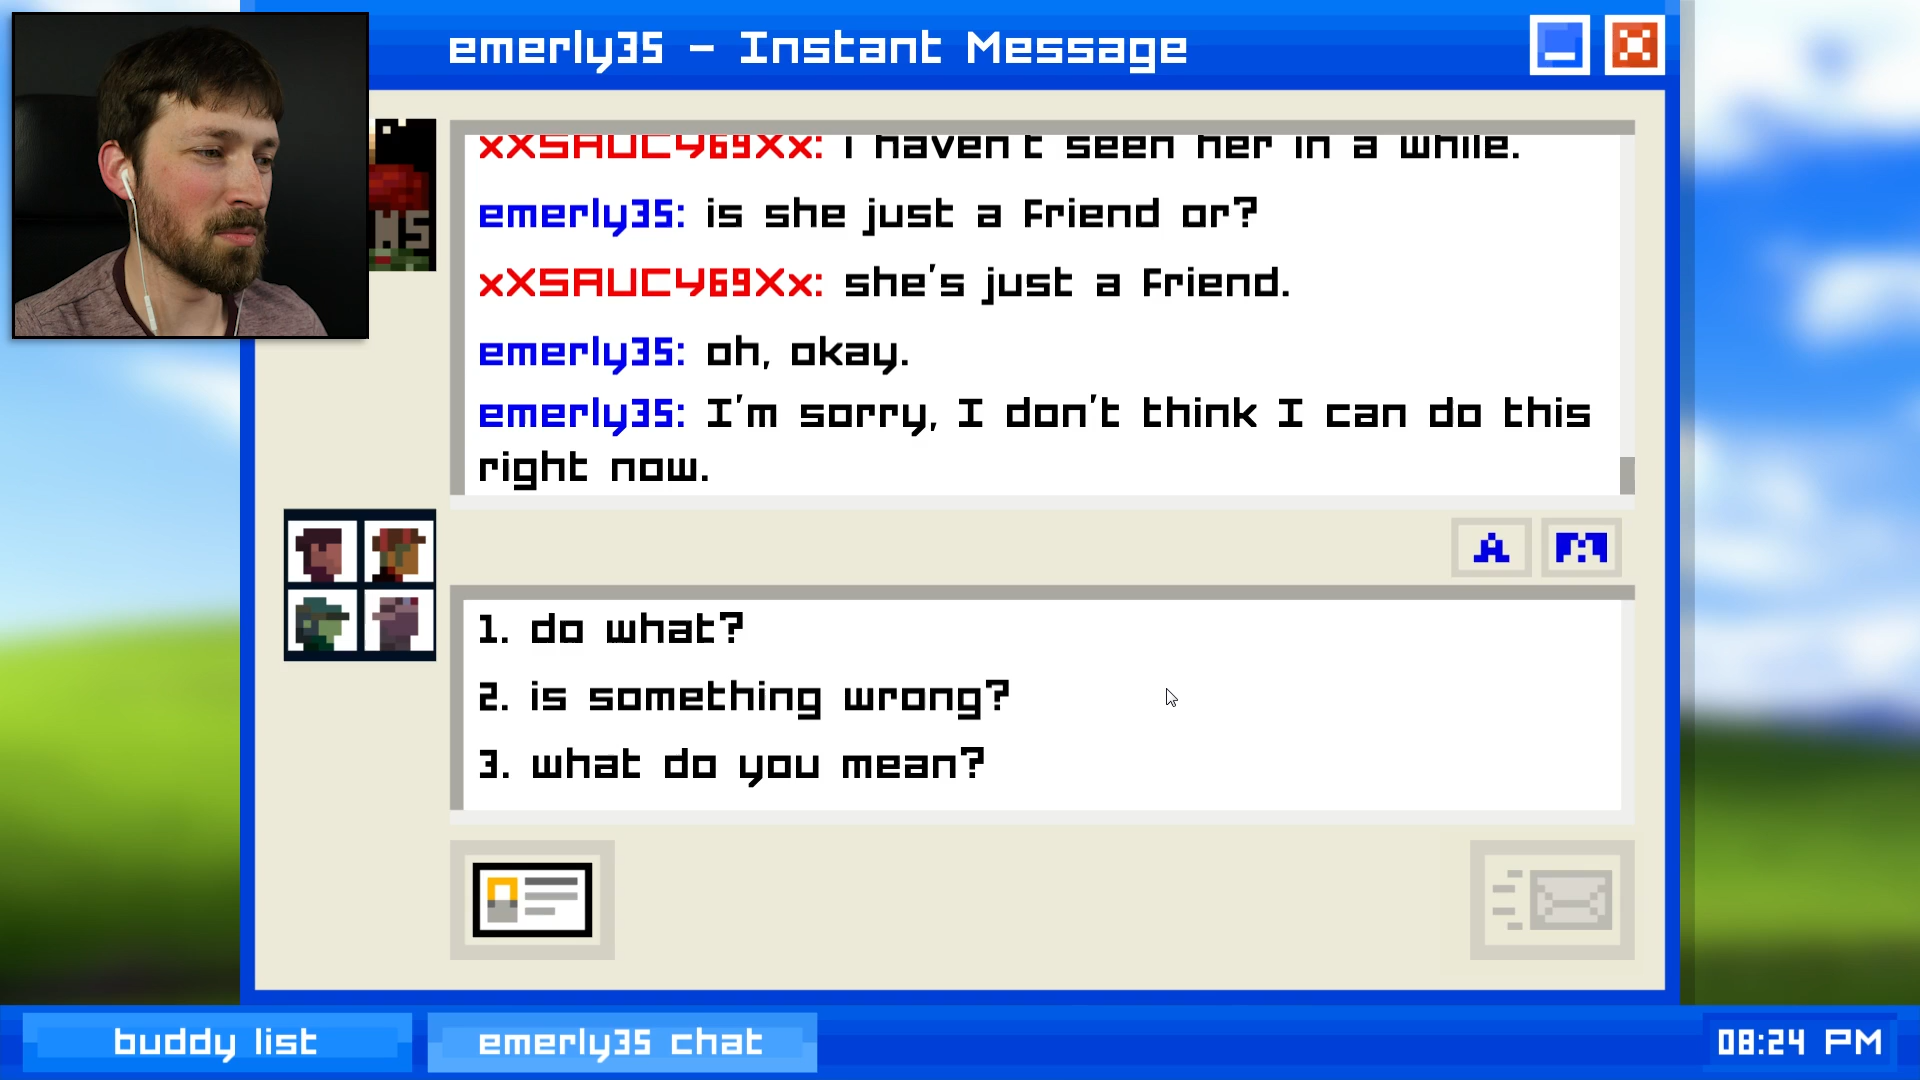 emerly35 - Instant Message
xXSAUCY69Xx: i haven't seen her in a while.
emerly35: is she just a friend or?
xXSAUCY69Xx: she's just a friend.
emerly35: oh, okay.
emerly35: I'm sorry, I don't think I can do this
right now.
A
1. do what?
2. is something wrong?
3. what do you mean?
buddy list
emerly35 chat
08:24 PM